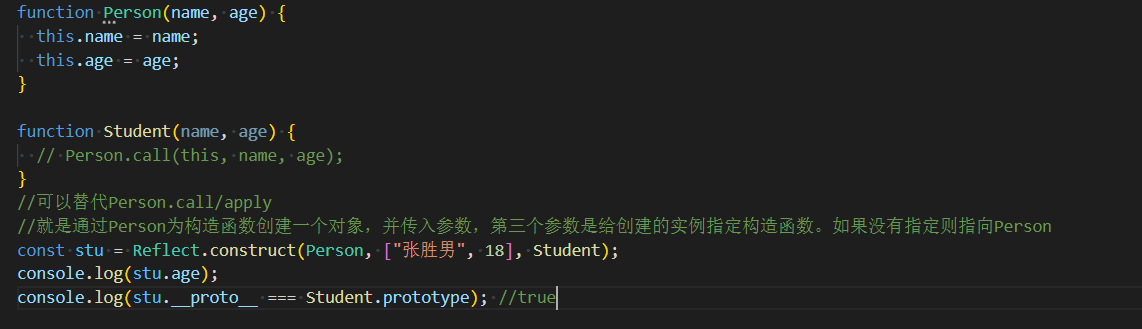 function Person(name, age) {
  this.name = name;
  this.age = age;
}

function Student(name, age) {
  // Person.call(this, name, age);
}
//可以替代Person.call/apply
//就是通过Person为构造函数创建一个对象，并传入参数，第三个参数是给创建的实例指定构造函数。如果没有指定则指向Person
const stu = Reflect.construct(Person, ["张胜男", 18], Student);
console.log(stu.age);
console.log(stu.__proto__ === Student.prototype); //true